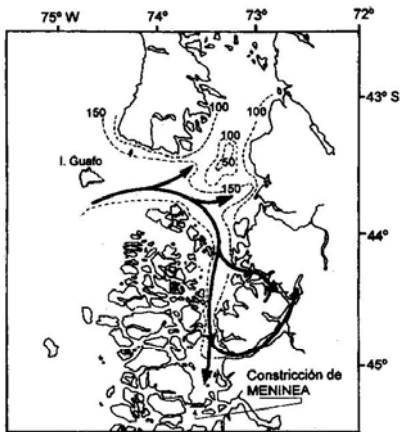 75° W 74° 73° 72°
43° S
150 100 100
100
50
150
I. Guafo
44°
45°
Constricción de
MENINEA